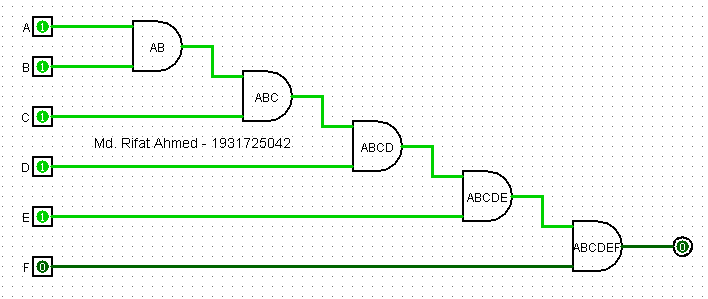 A 1
AB
B 1
ABC
C 1
Md. Rifat Ahmed - 1931725042
ABCD
D 1
ABCDE
E 1
ABCDEF 0
F 0